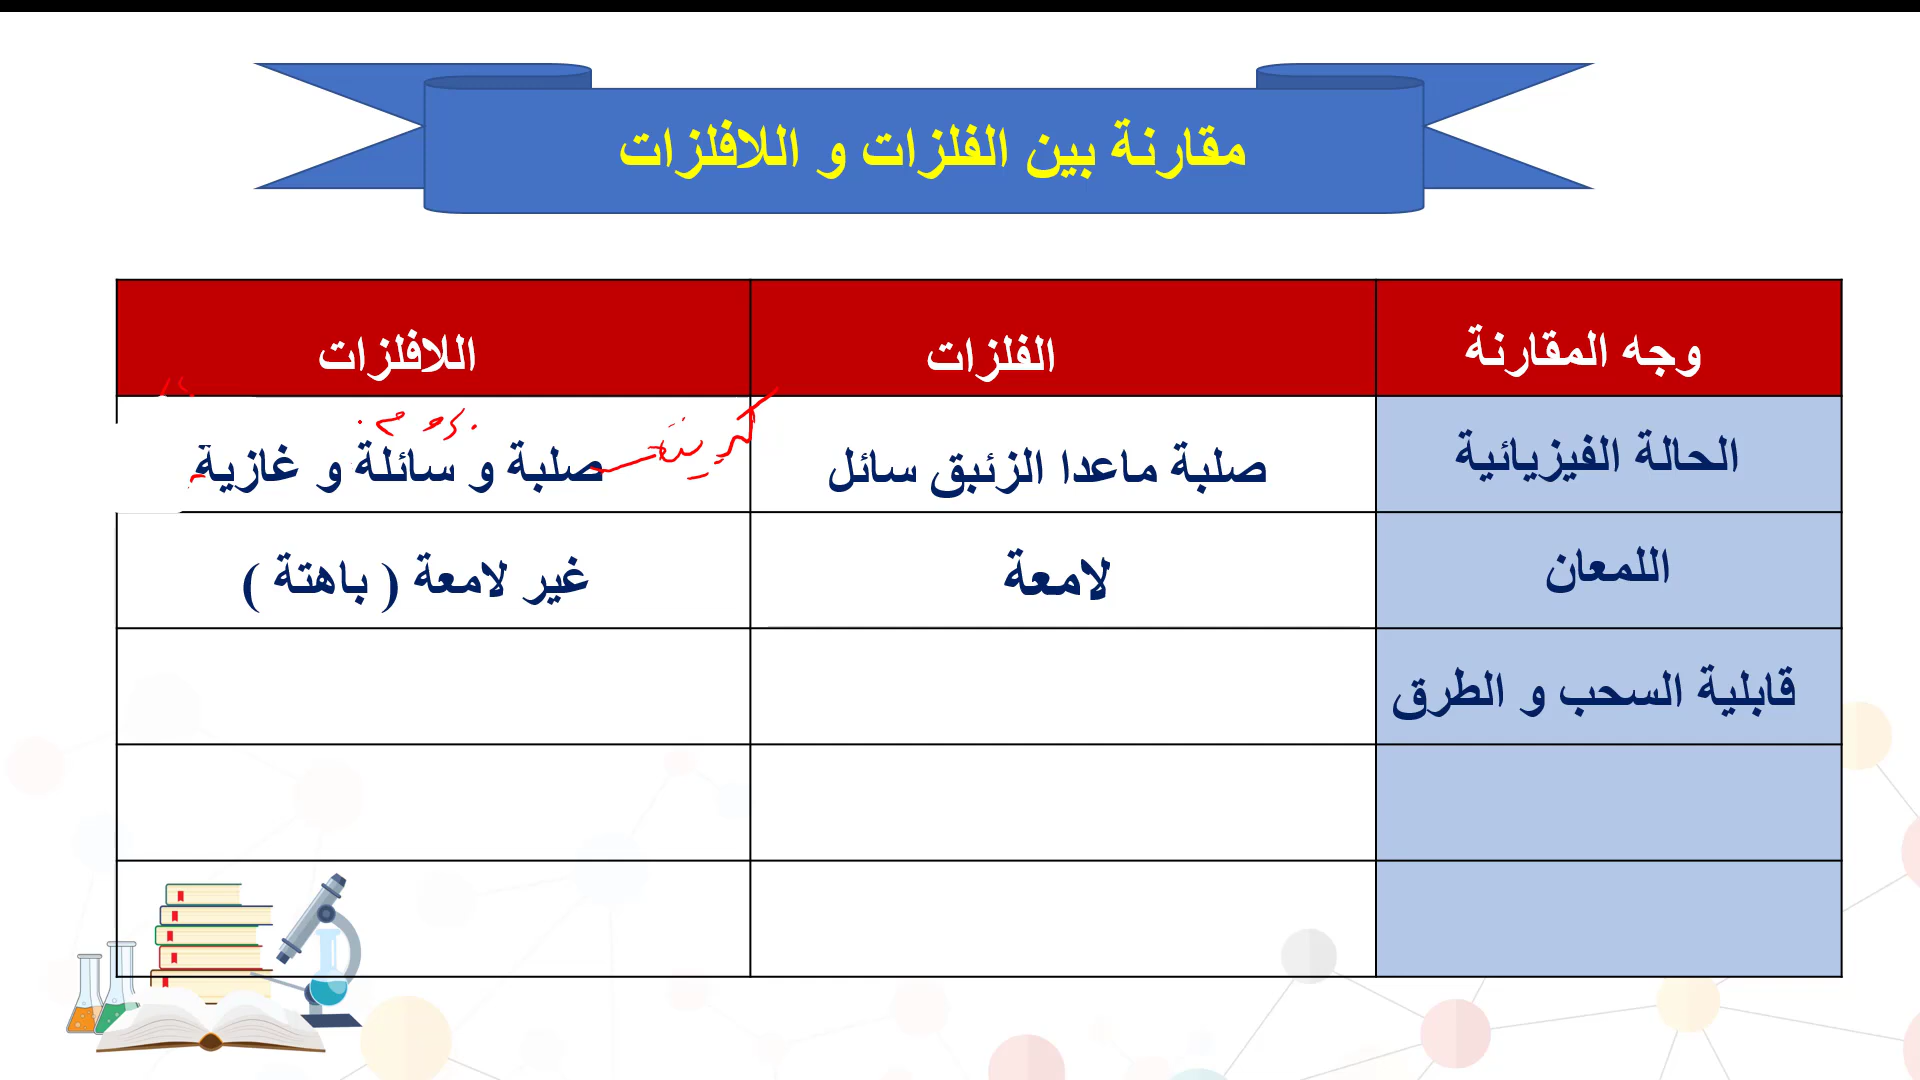 مقارنة بين الفلزات و اللافلزات
وجه المقارنة
الفلزات
اللافلزات
الحالة الفيزيائية
صلبة ماعدا الزئبق سائل
صلبة و سائلة و غازية
اللمعان
لامعة
غير لامعة ( باهتة )
قابلية السحب و الطرق